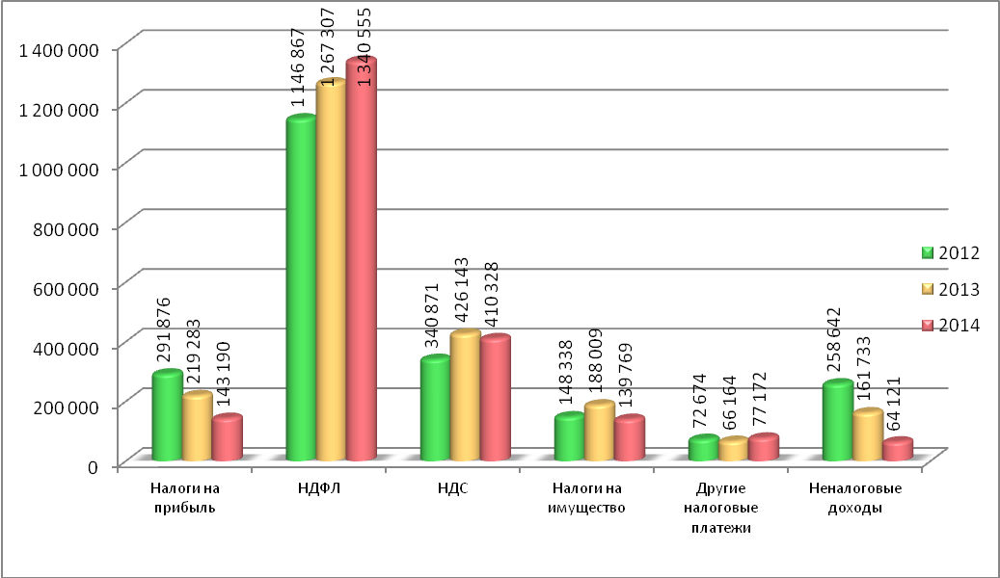 1 400 000
1 200 000
1 000 000
800 000
600 000
400 000
200 000
0
291 876
219 283
143 190
1 146 867
1 267 307
1 340 555
340 871
426 143
410 328
148 338
188 009
139 769
72 674
66 164
77 172
258 642
161 733
64 121
Налоги на
прибыль
НДФЛ
НДС
Налоги на
имущество
Другие
налоговые
платежи
Неналоговые
доходы
2012
2013
2014